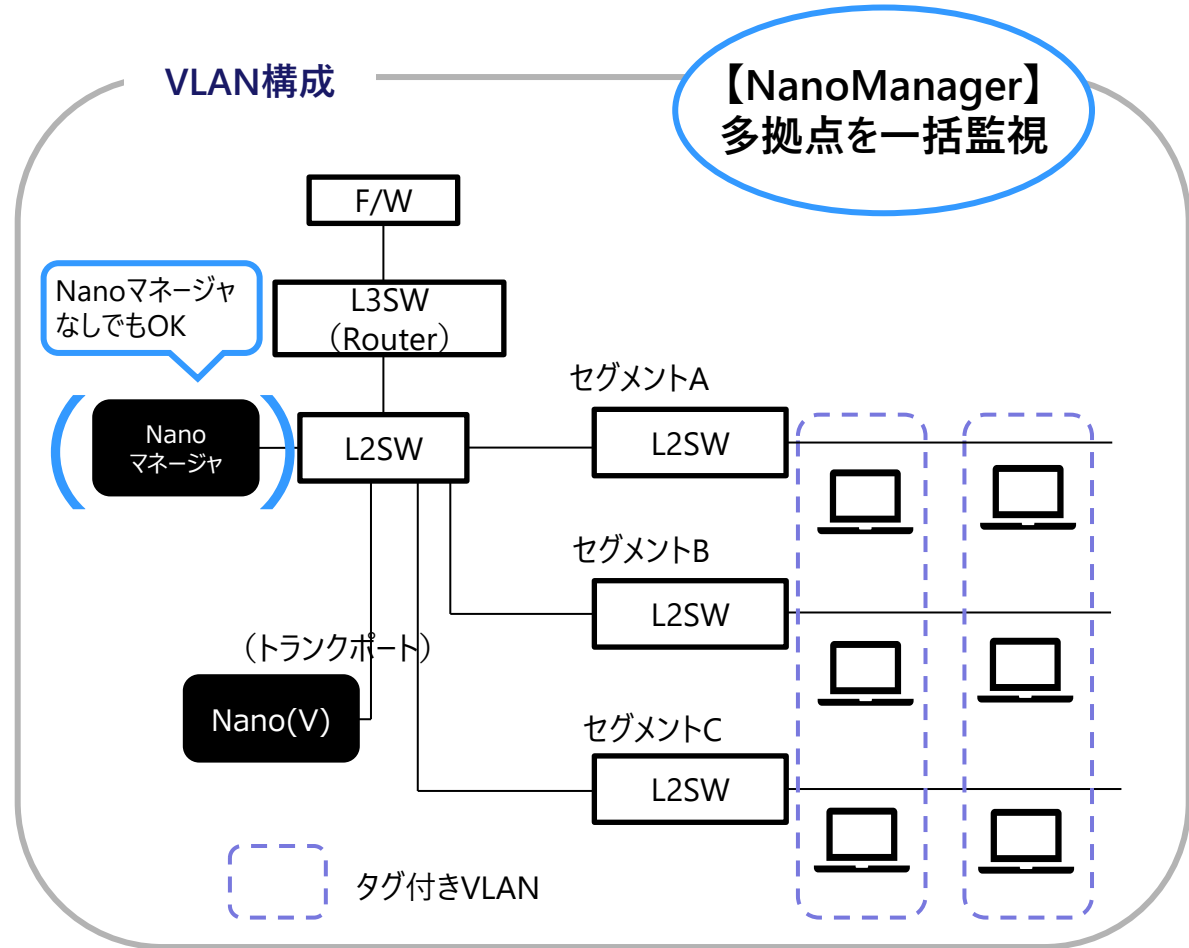 VLAN構成
【NanoManager】
多拠点を一括監視
F/W
Nanoマネージャ
なしでもOK
L3SW
（Router）
セグメントA
Nano
マネージャ
L2SW
L2SW
セグメントB
L2SW
（トランクポート）
Nano(V)
セグメントC
L2SW
タグ付きVLAN